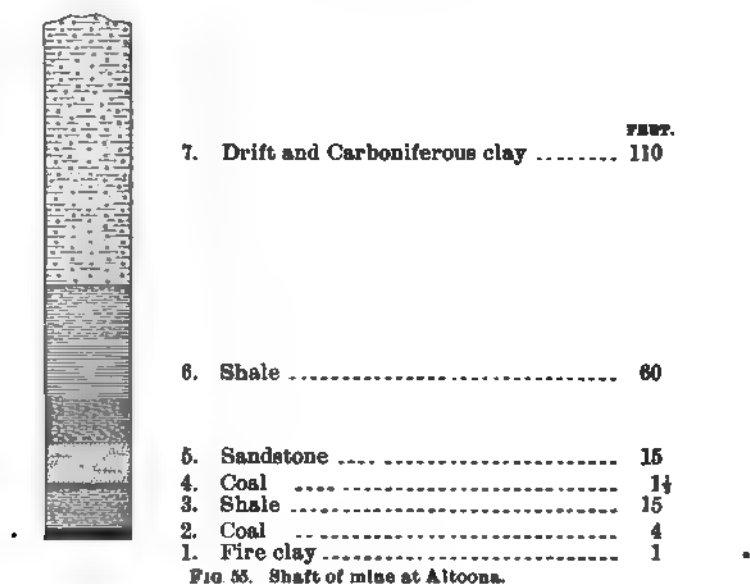 FEET.
7. Drift and Carboniferous clay ........ 110
6. Shale ................................ 60
5. Sandstone .... ....................... 15
4. Coal .... ............................ 1½
3. Shale ................................ 15
2. Coal ................................ 4
1. Fire clay ............................ 1
FIG. 55. Shaft of mine at Altoona.